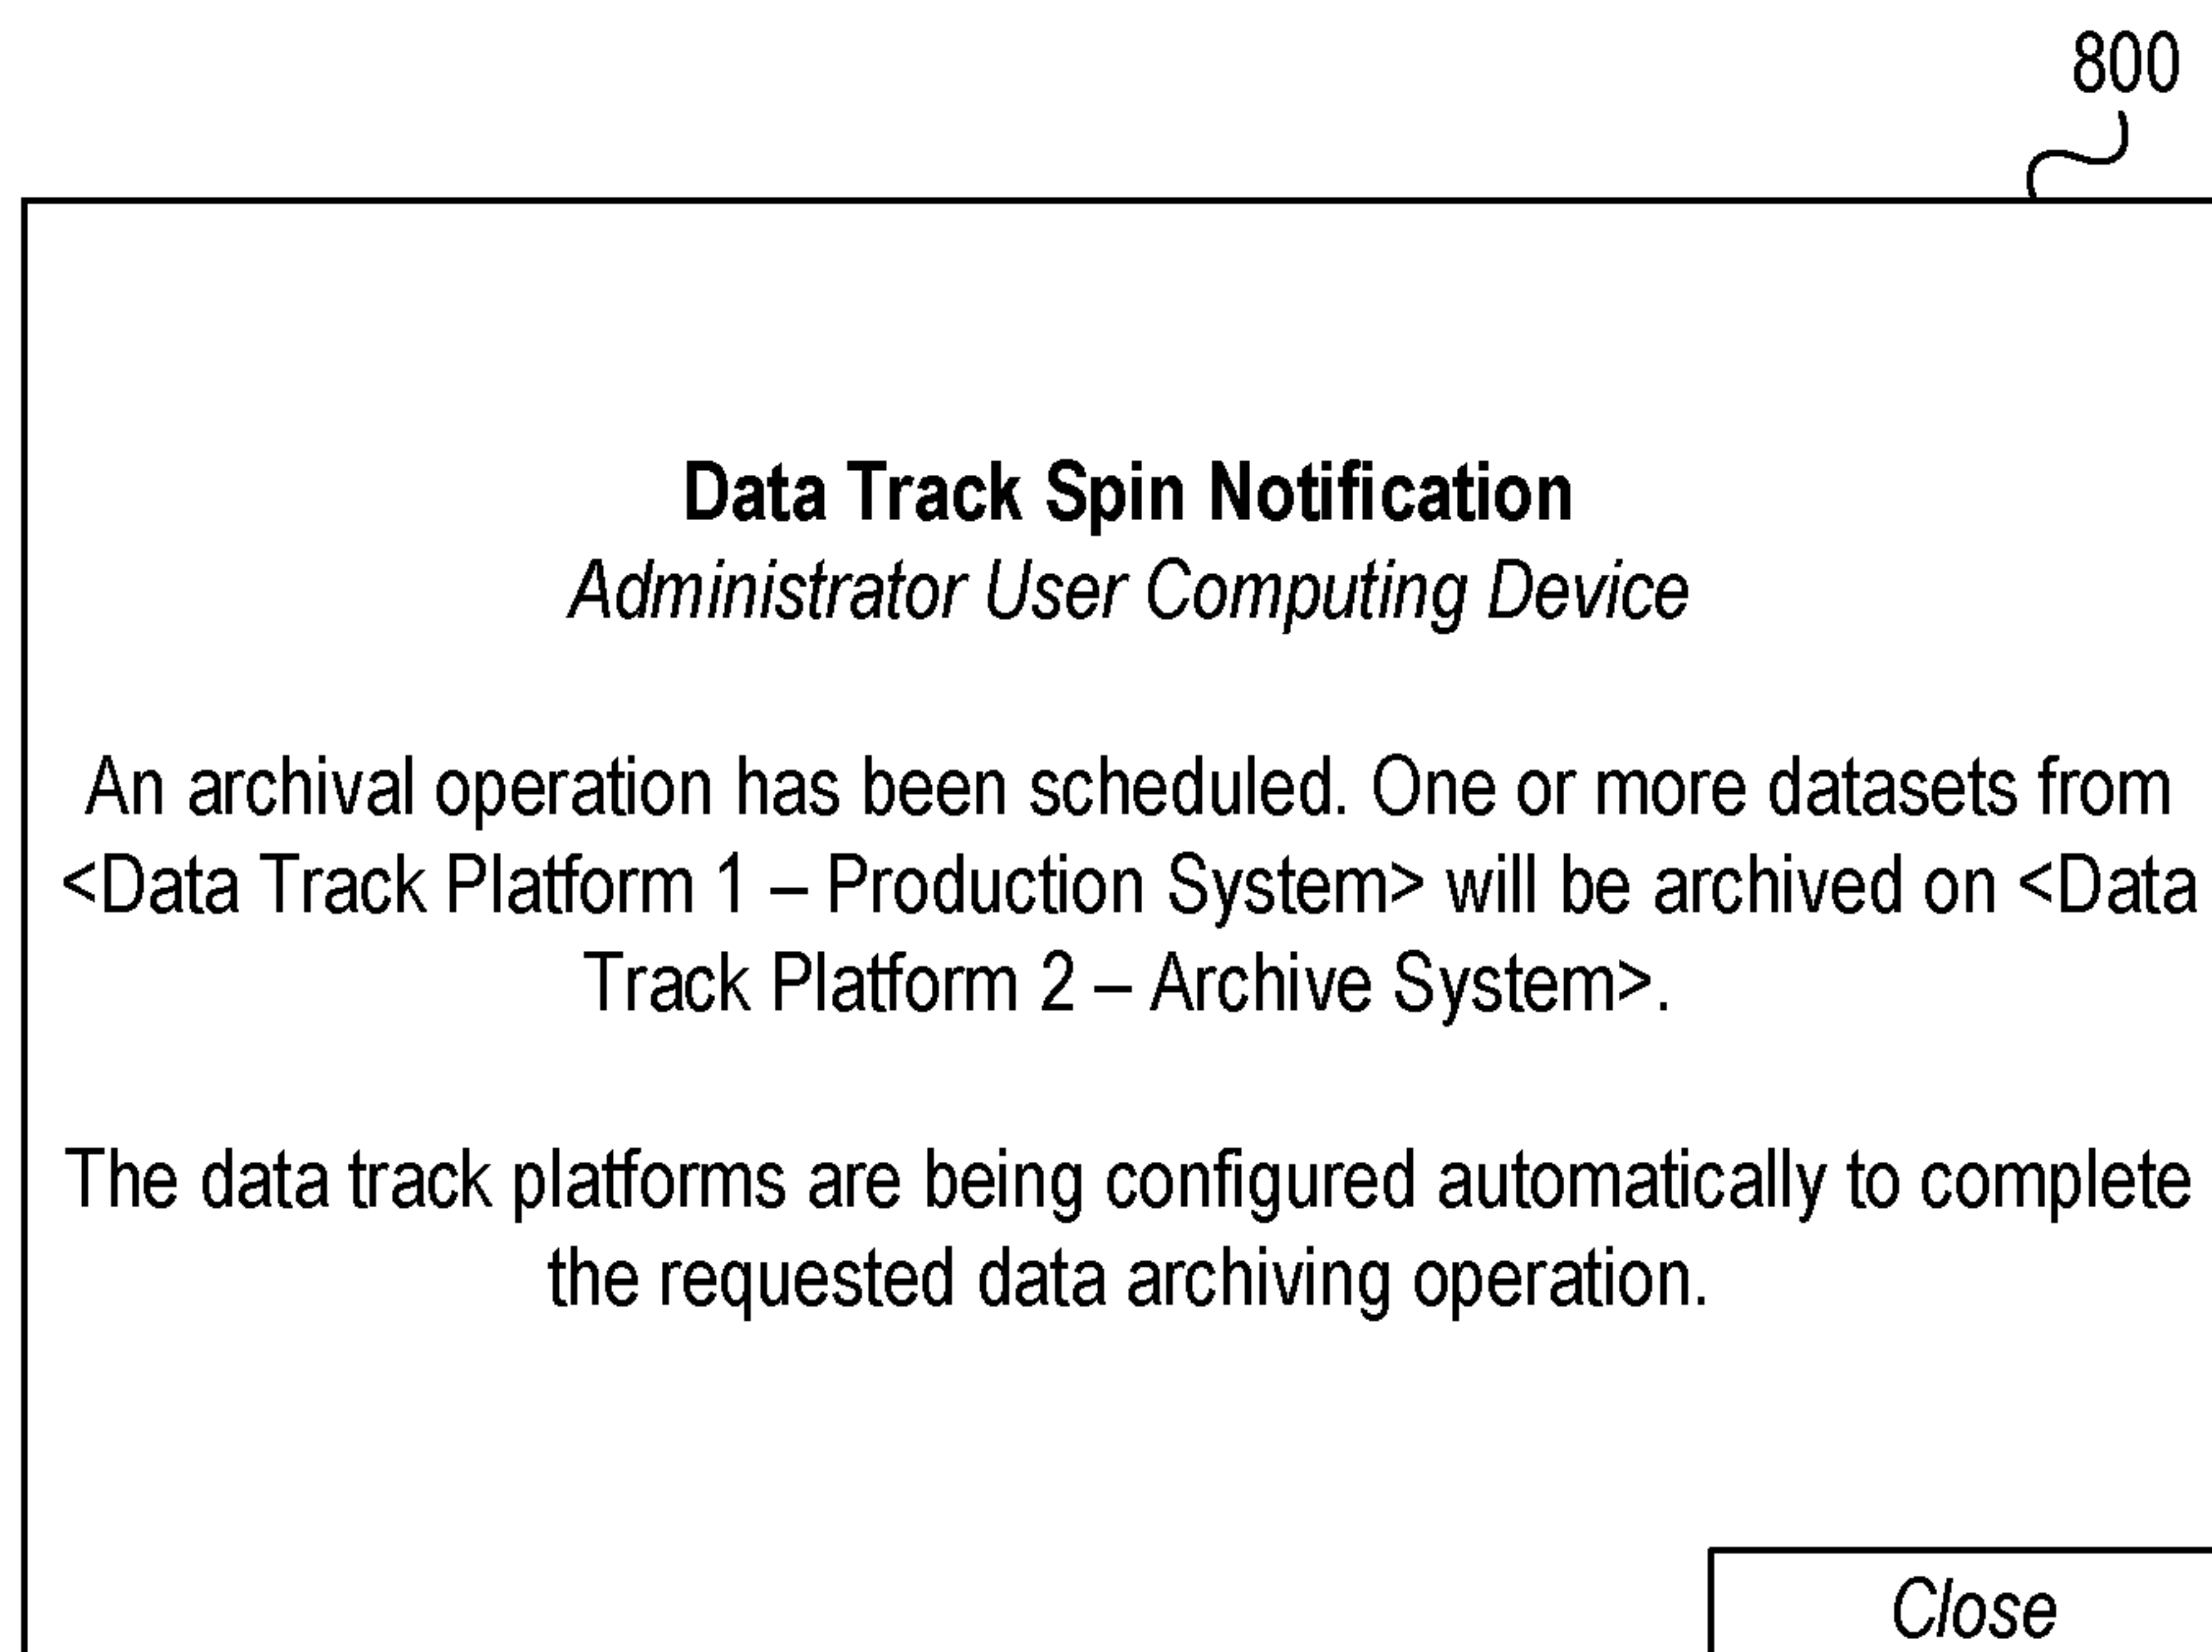 800
Data Track Spin Notification
Administrator User Computing Device
An archival operation has been scheduled. One or more datasets from
<Data Track Platform 1 – Production System> will be archived on <Data
Track Platform 2 – Archive System>.
The data track platforms are being configured automatically to complete
the requested data archiving operation.
Close